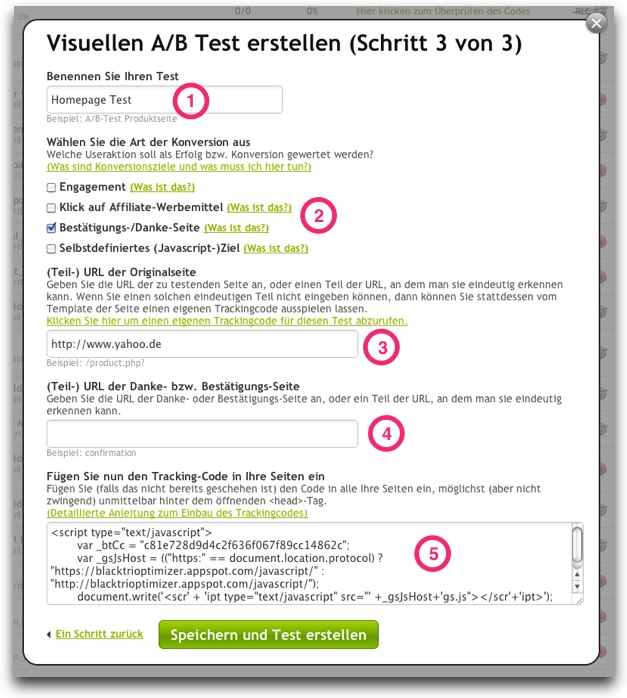 0/0 0% Hier klicken zum Überprüfen des Codes
Visuellen A/B Test erstellen (Schritt 3 von 3)
Benennen Sie Ihren Test
Homepage Test
1
Beispiel: A/B-Test Produktseite
Wählen Sie die Art der Konversion aus
Welche Useraktion soll als Erfolg bzw. Konversion gewertet werden?
(Was sind Konversionsziele und was muss ich hier tun?)
Engagement (Was ist das?)
Klick auf Affiliate-Werbemittel (Was ist das?)
2
Bestätigungs-/Danke-Seite (Was ist das?)
Selbstdefiniertes (Javascript-)Ziel (Was ist das?)
(Teil-) URL der Originalseite
Geben Sie die URL der zu testenden Seite an, oder einen Teil der URL, an dem man sie eindeutig erkennen
kann. Wenn Sie einen solchen eindeutigen Teil nicht eingeben können, dann können Sie stattdessen vom
Template der Seite einen eigenen Trackingcode ausspielen lassen.
Klicken Sie hier um einen eigenen Trackingcode für diesen Test abzurufen.
http://www.yahoo.de
3
Beispiel: /product.php?
(Teil-) URL der Danke- bzw. Bestätigungs-Seite
Geben Sie die URL der Danke- oder Bestätigungs-Seite an, oder ein Teil der URL, an dem man sie eindeutig
erkennen kann.
4
Beispiel: confirmation
Fügen Sie nun den Tracking-Code in Ihre Seiten ein
Fügen Sie (falls das nicht bereits geschehen ist) den Code in alle Ihre Seiten ein, möglichst (aber nicht
zwingend) unmittelbar hinter dem öffnenden <head>-Tag.
(Detaillierte Anleitung zum Einbau des Trackingcodes)
<script type="text/javascript">
var _btCc = "c81e728d9d4c2f636f067f89cc14862c";
var _gsJsHost = (("https:" == document.location.protocol) ?
"https://blacktrioptimizer.appspot.com/javascript/" :
"http://blacktrioptimizer.appspot.com/javascript/");
document.write('<scr' + 'ipt type="text/javascript" src="' +_gsJsHost+'gs.js"></scr'+'ipt>');
5
Ein Schritt zurück
Speichern und Test erstellen